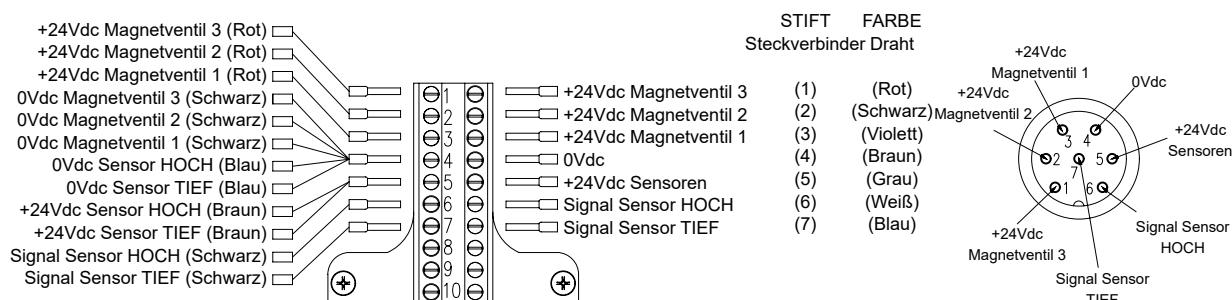 +24Vdc Magnetventil 3 (Rot)
+24Vdc Magnetventil 2 (Rot)
+24Vdc Magnetventil 1 (Rot)
0Vdc Magnetventil 3 (Schwarz)
0Vdc Magnetventil 2 (Schwarz)
0Vdc Magnetventil 1 (Schwarz)
0Vdc Sensor HOCH (Blau)
0Vdc Sensor TIEF (Blau)
+24Vdc Sensor HOCH (Braun)
+24Vdc Sensor TIEF (Braun)
Signal Sensor HOCH (Schwarz)
Signal Sensor TIEF (Schwarz)
1
2
3
4
5
6
7
8
9
10
+24Vdc Magnetventil 3
+24Vdc Magnetventil 2
+24Vdc Magnetventil 1
0Vdc
+24Vdc Sensoren
Signal Sensor HOCH
Signal Sensor TIEF
STIFT FARBE
Steckverbinder Draht
(1) (Rot)
(2) (Schwarz)
(3) (Violett)
(4) (Braun)
(5) (Grau)
(6) (Weiß)
(7) (Blau)
+24Vdc
Magnetventil 1
+24Vdc
Magnetventil 2
0Vdc
+24Vdc
Sensoren
3 4
2 5
7
1 6
+24Vdc
Magnetventil 3
Signal Sensor
HOCH
Signal Sensor
TIEF